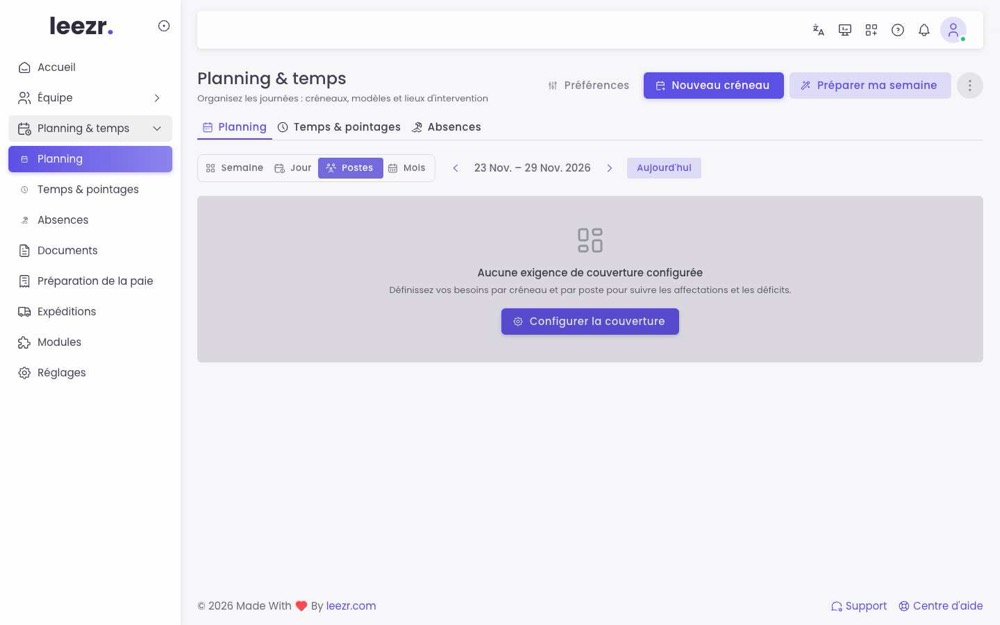 leezr.
Accueil
Équipe
Planning & temps
Planning
Temps & pointages
Absences
Documents
Préparation de la paie
Expéditions
Modules
Réglages
Planning & temps
Organisez les journées : créneaux, modèles et lieux d'intervention
Préférences
Nouveau créneau
Préparer ma semaine
Planning
Temps & pointages
Absences
Semaine
Jour
Postes
Mois
23 Nov. – 29 Nov. 2026
Aujourd'hui
Aucune exigence de couverture configurée
Définissez vos besoins par créneau et par poste pour suivre les affectations et les déficits.
Configurer la couverture
© 2026 Made With ❤ By leezr.com
Support
Centre d'aide